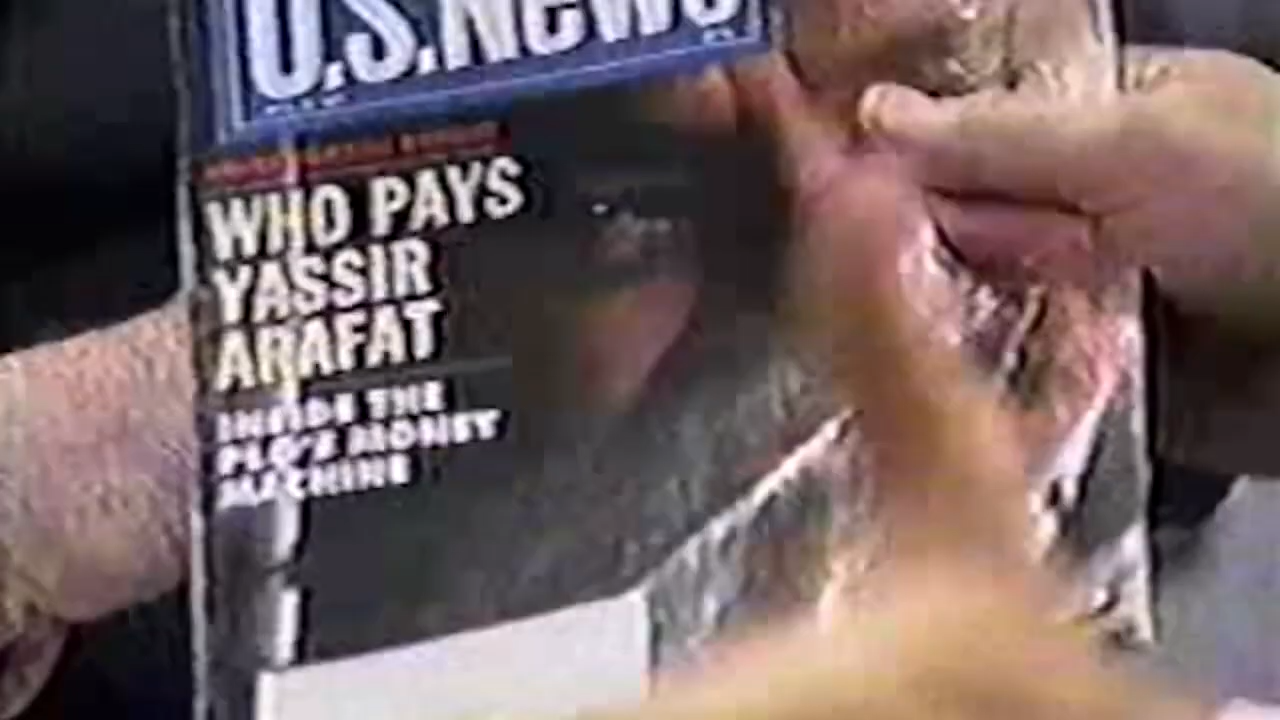 U.S.News
WHO PAYS
YASSIR
ARAFAT
INSIDE THE
PLO'S MONEY
MACHINE